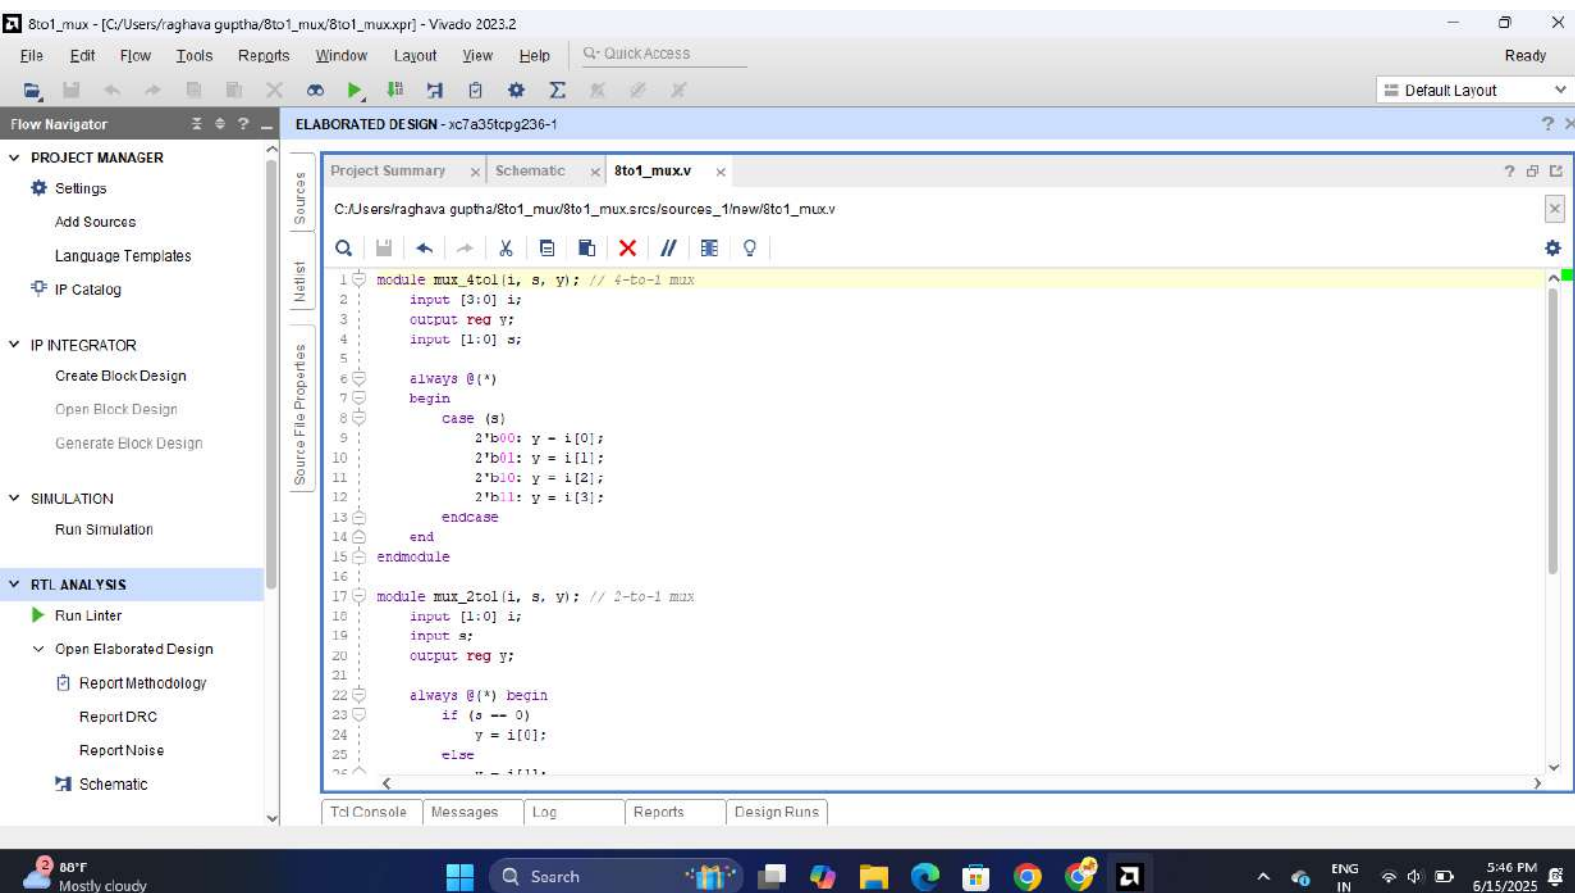 8to1_mux - [C:/Users/raghava guptha/8to1_mux/8to1_mux.xpr] - Vivado 2023.2
File Edit Flow Tools Reports Window Layout View Help Quick Access Ready
Default Layout
Flow Navigator ? ELABORATED DESIGN - xc7a35tcpg236-1 ?
PROJECT MANAGER
Settings
Add Sources
Language Templates
IP Catalog
IP INTEGRATOR
Create Block Design
Open Block Design
Generate Block Design
SIMULATION
Run Simulation
RTL ANALYSIS
Run Linter
Open Elaborated Design
Report Methodology
Report DRC
Report Noise
Schematic
Sources
Netlist
Source File Properties
Project Summary Schematic 8to1_mux.v ?
C:/Users/raghava guptha/8to1_mux/8to1_mux.srcs/sources_1/new/8to1_mux.v
1 module mux_4to1(i, s, y); // 4-to-1 mux
2 input [3:0] i;
3 output reg y;
4 input [1:0] s;
5
6 always @(*)
7 begin
8 case (s)
9 2'b00: y = i[0];
10 2'b01: y = i[1];
11 2'b10: y = i[2];
12 2'b11: y = i[3];
13 endcase
14 end
15 endmodule
16
17 module mux_2to1(i, s, y); // 2-to-1 mux
18 input [1:0] i;
19 input s;
20 output reg y;
21
22 always @(*) begin
23 if (s == 0)
24 y = i[0];
25 else
26 y = i[1];
Tcl Console Messages Log Reports Design Runs
2 88°F
Mostly cloudy
Search
ENG
IN
5:46 PM
6/15/2025